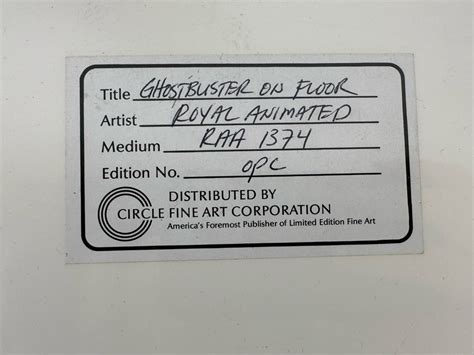 Title GHOSTBUSTER ON FLOOR
Artist ROYAL ANIMATED
Medium RAA 1374
Edition No. OPC
DISTRIBUTED BY
CIRCLE FINE ART CORPORATION
America's Foremost Publisher of Limited Edition Fine Art